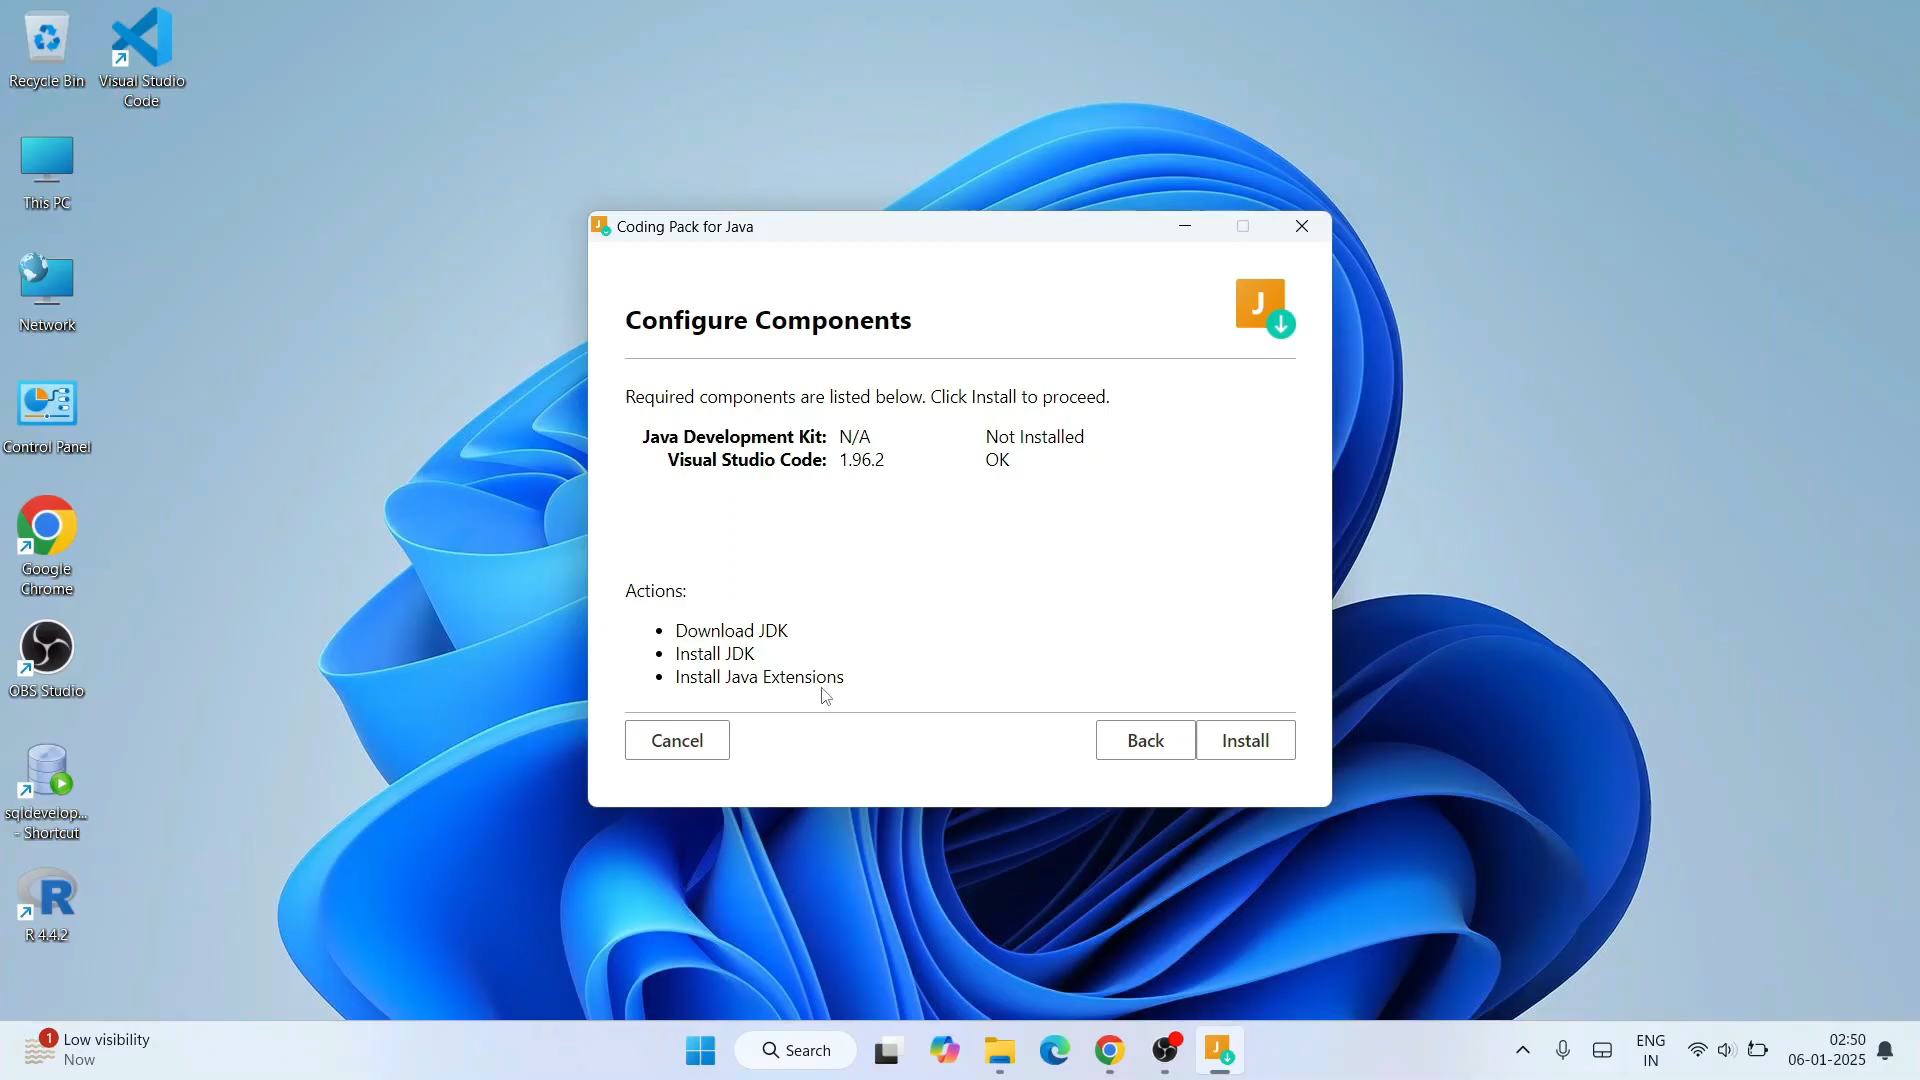 Recycle Bin
Visual Studio
Code
This PC
Network
Control Panel
Google
Chrome
OBS Studio
sqldevelop...
- Shortcut
R 4.4.2
J
Coding Pack for Java
J
Configure Components
Required components are listed below. Click Install to proceed.
Java Development Kit: N/A Not Installed
Visual Studio Code: 1.96.2 OK
Actions:
• Download JDK
• Install JDK
• Install Java Extensions
Cancel
Back
Install
1
Low visibility
Now
Search
J
ENG
IN
02:50
06-01-2025